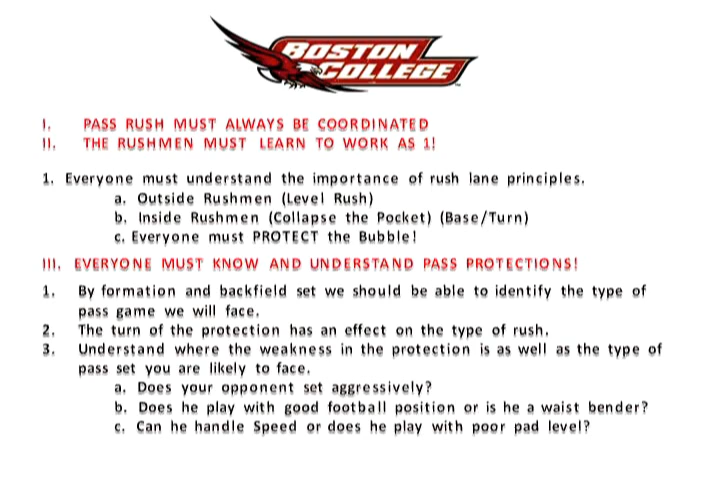 BOSTON
COLLEGE
I. PASS RUSH MUST ALWAYS BE COORDINATED
II. THE RUSHMEN MUST LEARN TO WORK AS 1!
1. Everyone must understand the importance of rush lane principles.
a. Outside Rushmen (Level Rush)
b. Inside Rushmen (Collapse the Pocket) (Base/Turn)
c. Everyone must PROTECT the Bubble!
III. EVERYONE MUST KNOW AND UNDERSTAND PASS PROTECTIONS!
1. By formation and backfield set we should be able to identify the type of
pass game we will face.
2. The turn of the protection has an effect on the type of rush.
3. Understand where the weakness in the protection is as well as the type of
pass set you are likely to face.
a. Does your opponent set aggressively?
b. Does he play with good football position or is he a waist bender?
c. Can he handle Speed or does he play with poor pad level?